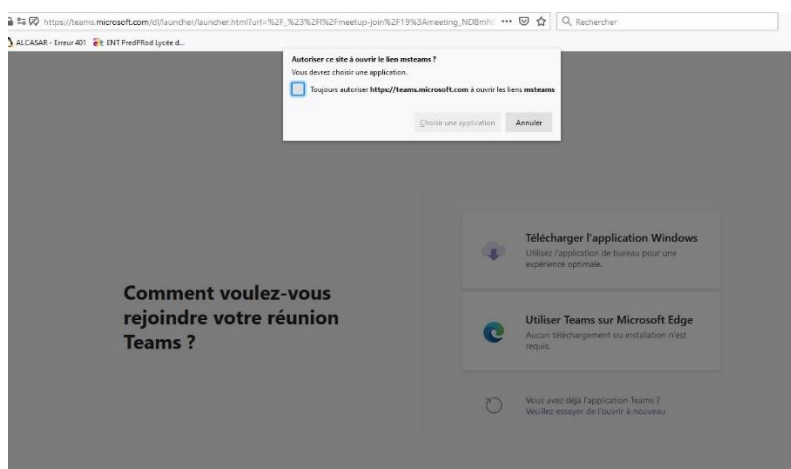 https://teams.microsoft.com/dl/launcher/launcher.html?url=%2F_%23%2Fl%2Fmeetup-join%2F19%3Ameeting_NDBmN
Rechercher
ALCASAR - Erreur 401 ENT PredPRod Lycée d...
Autoriser ce site à ouvrir le lien msteams ?
Vous devrez choisir une application.
Toujours autoriser https://teams.microsoft.com à ouvrir les liens msteams
Choisir une application Annuler
Télécharger l'application Windows
Utilisez l'application de bureau pour une
expérience optimale.
Comment voulez-vous
rejoindre votre réunion
Teams ?
Utiliser Teams sur Microsoft Edge
Aucun téléchargement ou installation n'est
requis.
Vous avez déjà l'application Teams ?
Veuillez essayer de l'ouvrir à nouveau